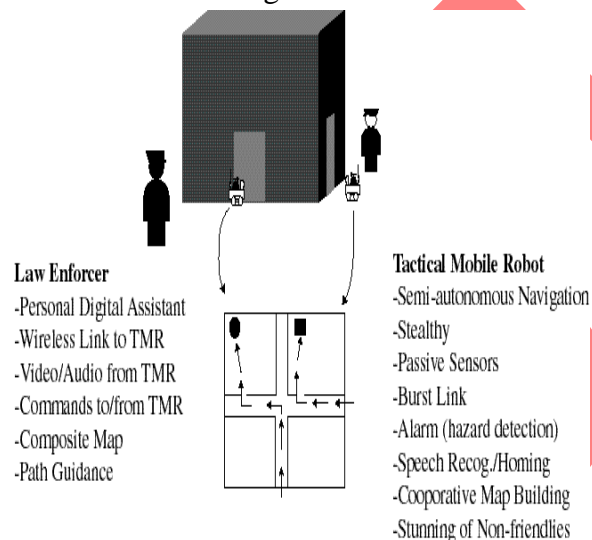 Law Enforcer
-Personal Digital Assistant
-Wireless Link to TMR
-Video/Audio from TMR
-Commands to/from TMR
-Composite Map
-Path Guidance
Tactical Mobile Robot
-Semi-autonomous Navigation
-Stealthy
-Passive Sensors
-Burst Link
-Alarm (hazard detection)
-Speech Recog./Homing
-Cooporative Map Building
-Stunning of Non-friendlies